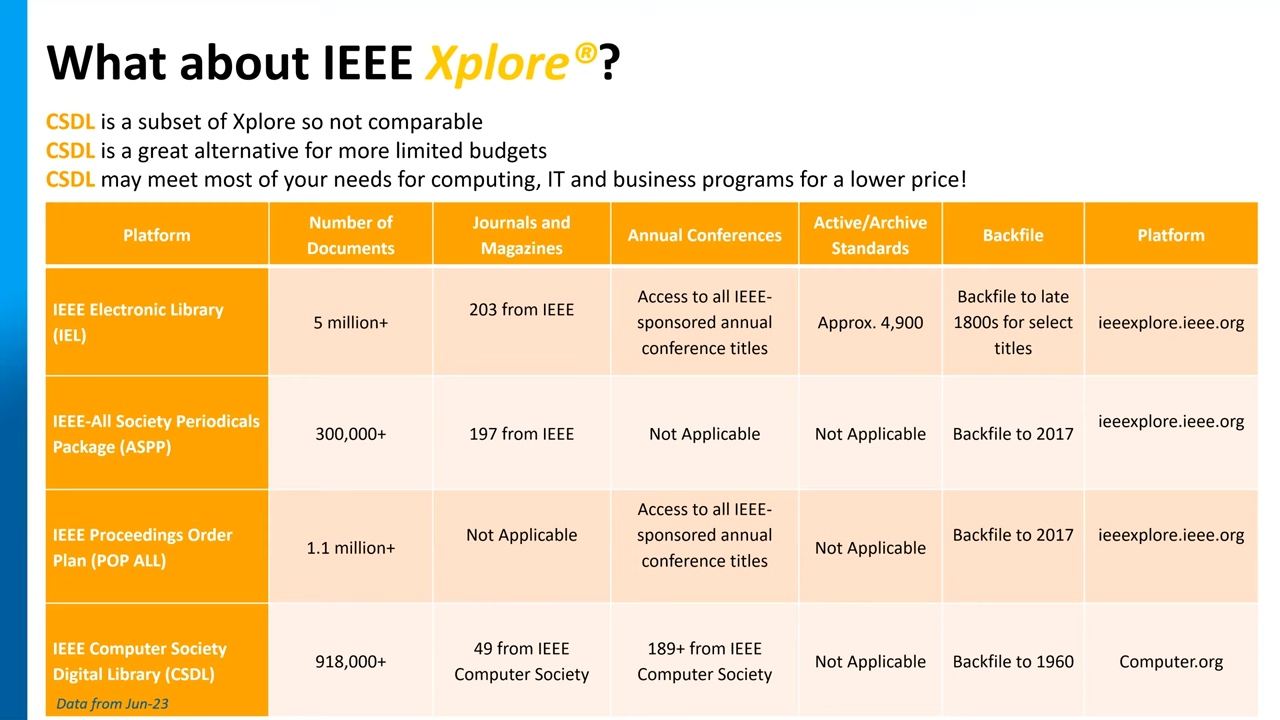 What about IEEE Xplore®?
CSDL is a subset of Xplore so not comparable
CSDL is a great alternative for more limited budgets
CSDL may meet most of your needs for computing, IT and business programs for a lower price!
Platform
Number of
Documents
Journals and
Magazines
Annual Conferences
Active/Archive
Standards
Backfile
Platform
IEEE Electronic Library
(IEL)
5 million+
203 from IEEE
Access to all IEEE-
sponsored annual
conference titles
Approx. 4,900
Backfile to late
1800s for select
titles
ieeexplore.ieee.org
IEEE-All Society Periodicals
Package (ASPP)
300,000+
197 from IEEE
Not Applicable
Not Applicable
Backfile to 2017
ieeexplore.ieee.org
IEEE Proceedings Order
Plan (POP ALL)
1.1 million+
Not Applicable
Access to all IEEE-
sponsored annual
conference titles
Not Applicable
Backfile to 2017
ieeexplore.ieee.org
IEEE Computer Society
Digital Library (CSDL)
918,000+
49 from IEEE
Computer Society
189+ from IEEE
Computer Society
Not Applicable
Backfile to 1960
Computer.org
Data from Jun-23